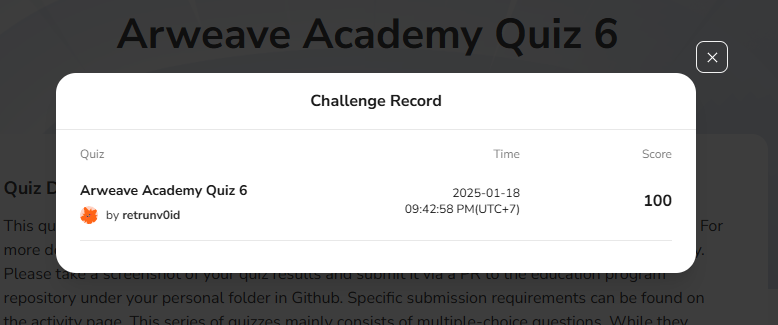 Arweave Academy Quiz 6
Challenge Record
Quiz Time Score
Arweave Academy Quiz 6
2025-01-18
09:42:58 PM(UTC+7)
100
by retrunv0id
Quiz D
This qu For
more de y.
Please take a screenshot of your quiz results and submit it via a PR to the education program
repository under your personal folder in Github. Specific submission requirements can be found on
the activity page. This series of quizzes mainly consists of multiple-choice questions. While they